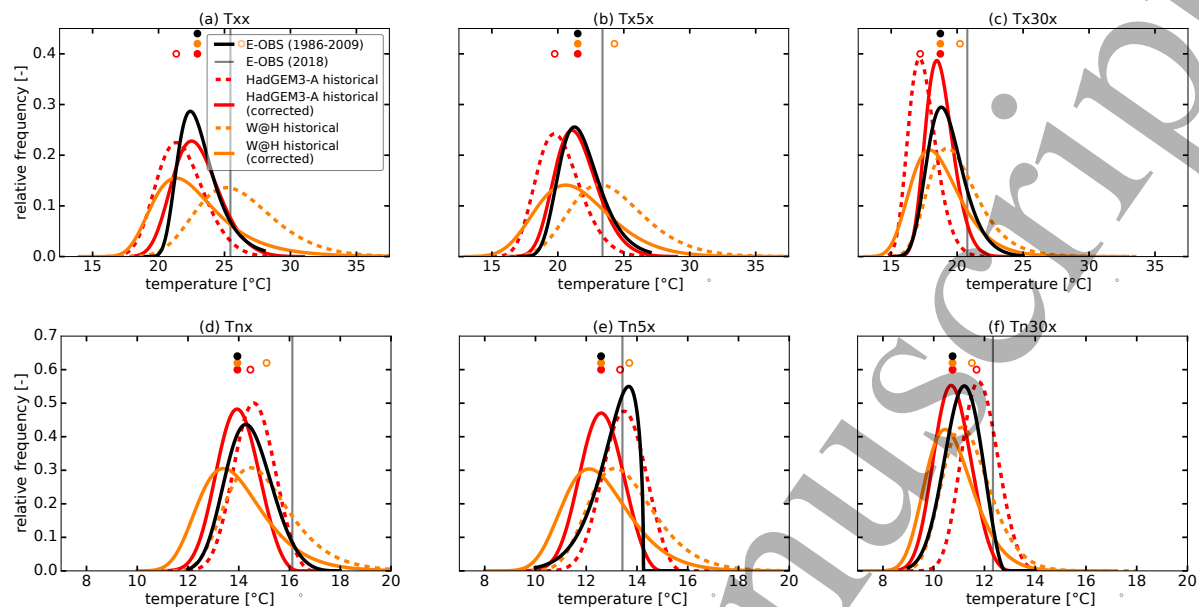 (a) Txx
(b) Tx5x
(c) Tx30x
relative frequency [-]
0.4
0.3
0.2
0.1
0.0
E-OBS (1986-2009)
E-OBS (2018)
HadGEM3-A historical
HadGEM3-A historical
(corrected)
W@H historical
W@H historical
(corrected)
15 20 25 30 35
15 20 25 30 35
15 20 25 30 35
temperature [°C]
temperature [°C]
temperature [°C]
(d) Tnx
(e) Tn5x
(f) Tn30x
relative frequency [-]
0.7
0.6
0.5
0.4
0.3
0.2
0.1
0.0
8 10 12 14 16 18 20
8 10 12 14 16 18 20
8 10 12 14 16 18 20
temperature [°C]
temperature [°C]
temperature [°C]
nuscrip